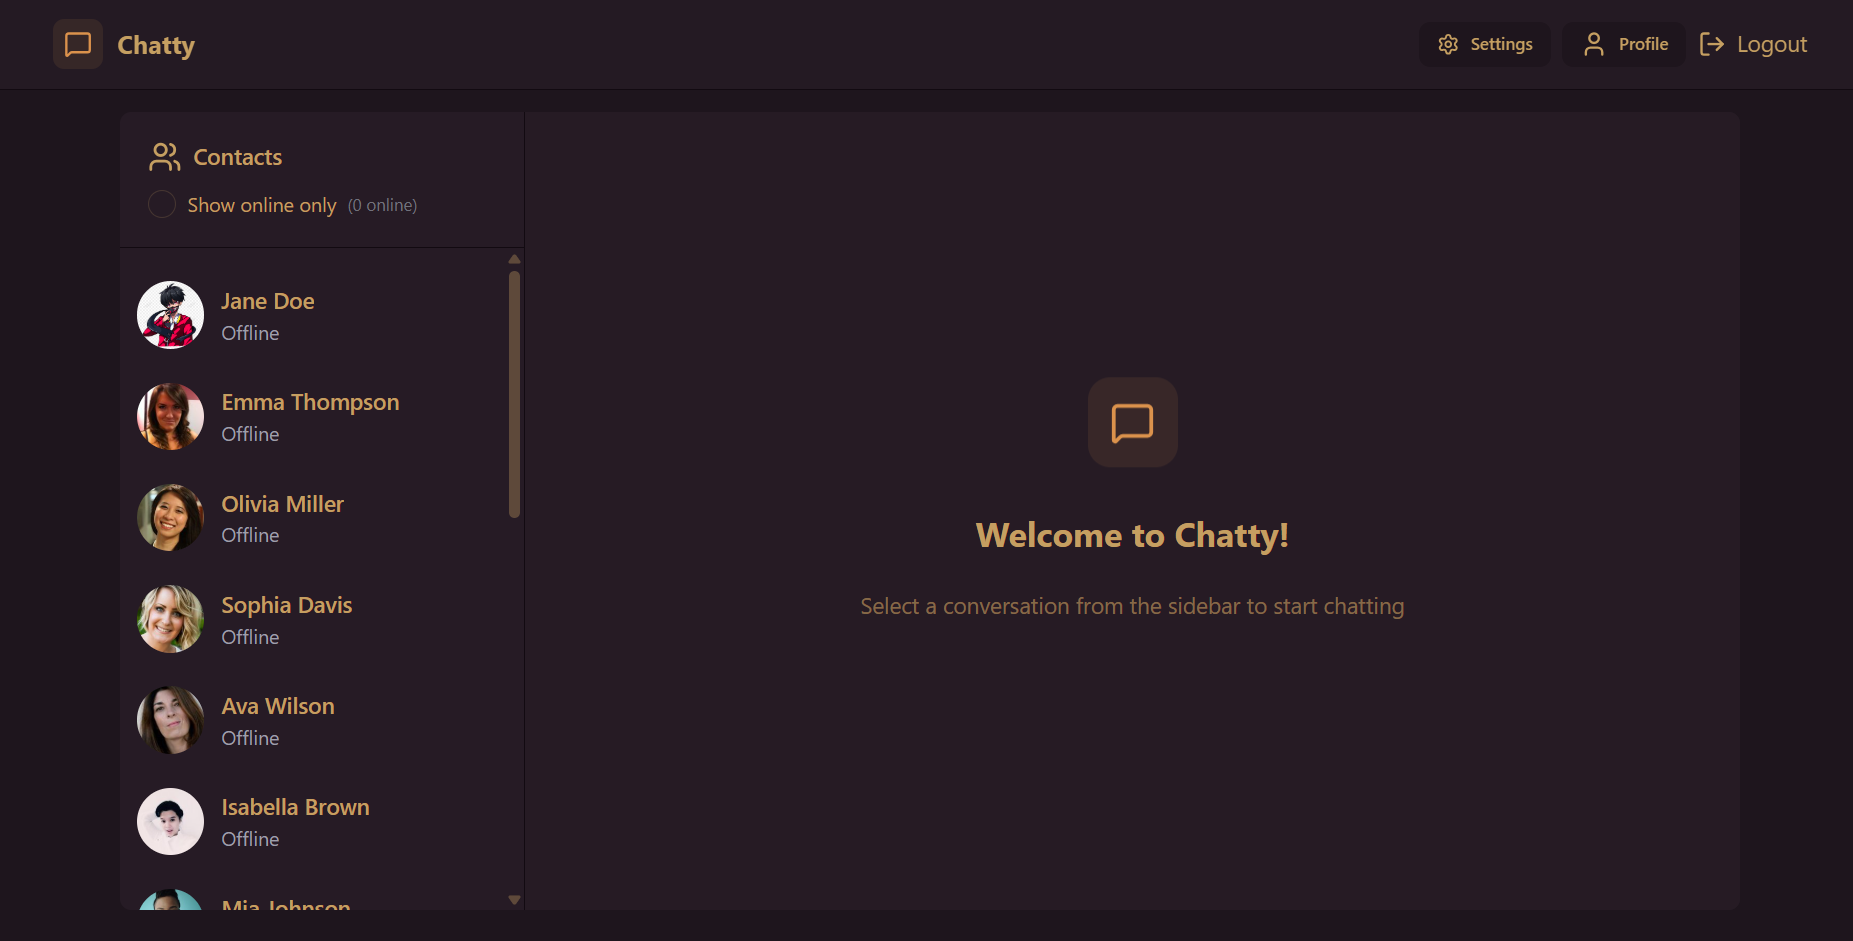 Chatty
Settings
Profile
Logout
Contacts
Show online only (0 online)
Jane Doe
Offline
Emma Thompson
Offline
Olivia Miller
Offline
Sophia Davis
Offline
Ava Wilson
Offline
Isabella Brown
Offline
Mia Johnson
Welcome to Chatty!
Select a conversation from the sidebar to start chatting